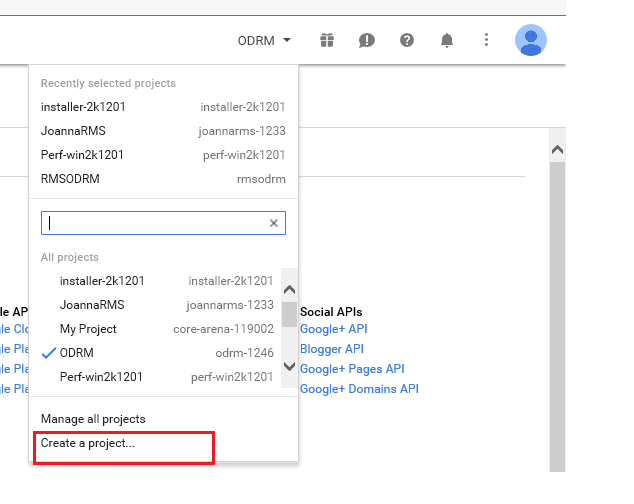 ODRM
Recently selected projects
installer-2k1201 installer-2k1201
JoannaRMS joannarms-1233
Perf-win2k1201 perf-win2k1201
RMSODRM rmsodrm
All projects
installer-2k1201 installer-2k1201
JoannaRMS joannarms-1233
My Project core-arena-119002
ODRM odrm-1246
Perf-win2k1201 perf-win2k1201
Manage all projects
Create a project...
le AP
le Clo
le Pla
le Pla
le Pla
Social APIs
Google+ API
Blogger API
Google+ Pages API
Google+ Domains API